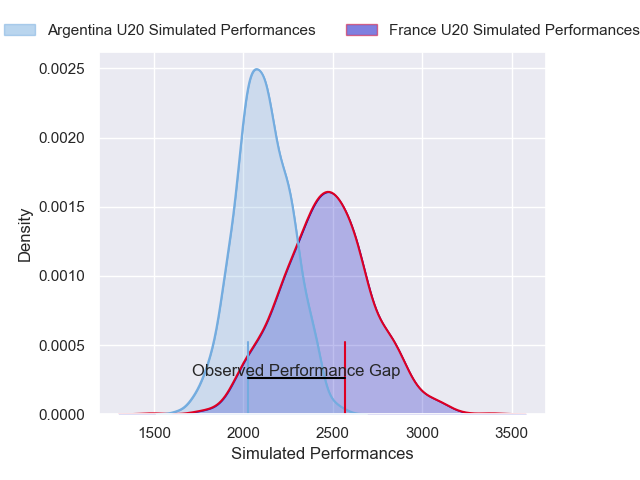 Argentina U20 Simulated Performances France U20 Simulated Performances
0.0025
0.0020
0.0015
0.0010
0.0005
0.0000
Density
Observed Performance Gap
1500 2000 2500 3000 3500
Simulated Performances